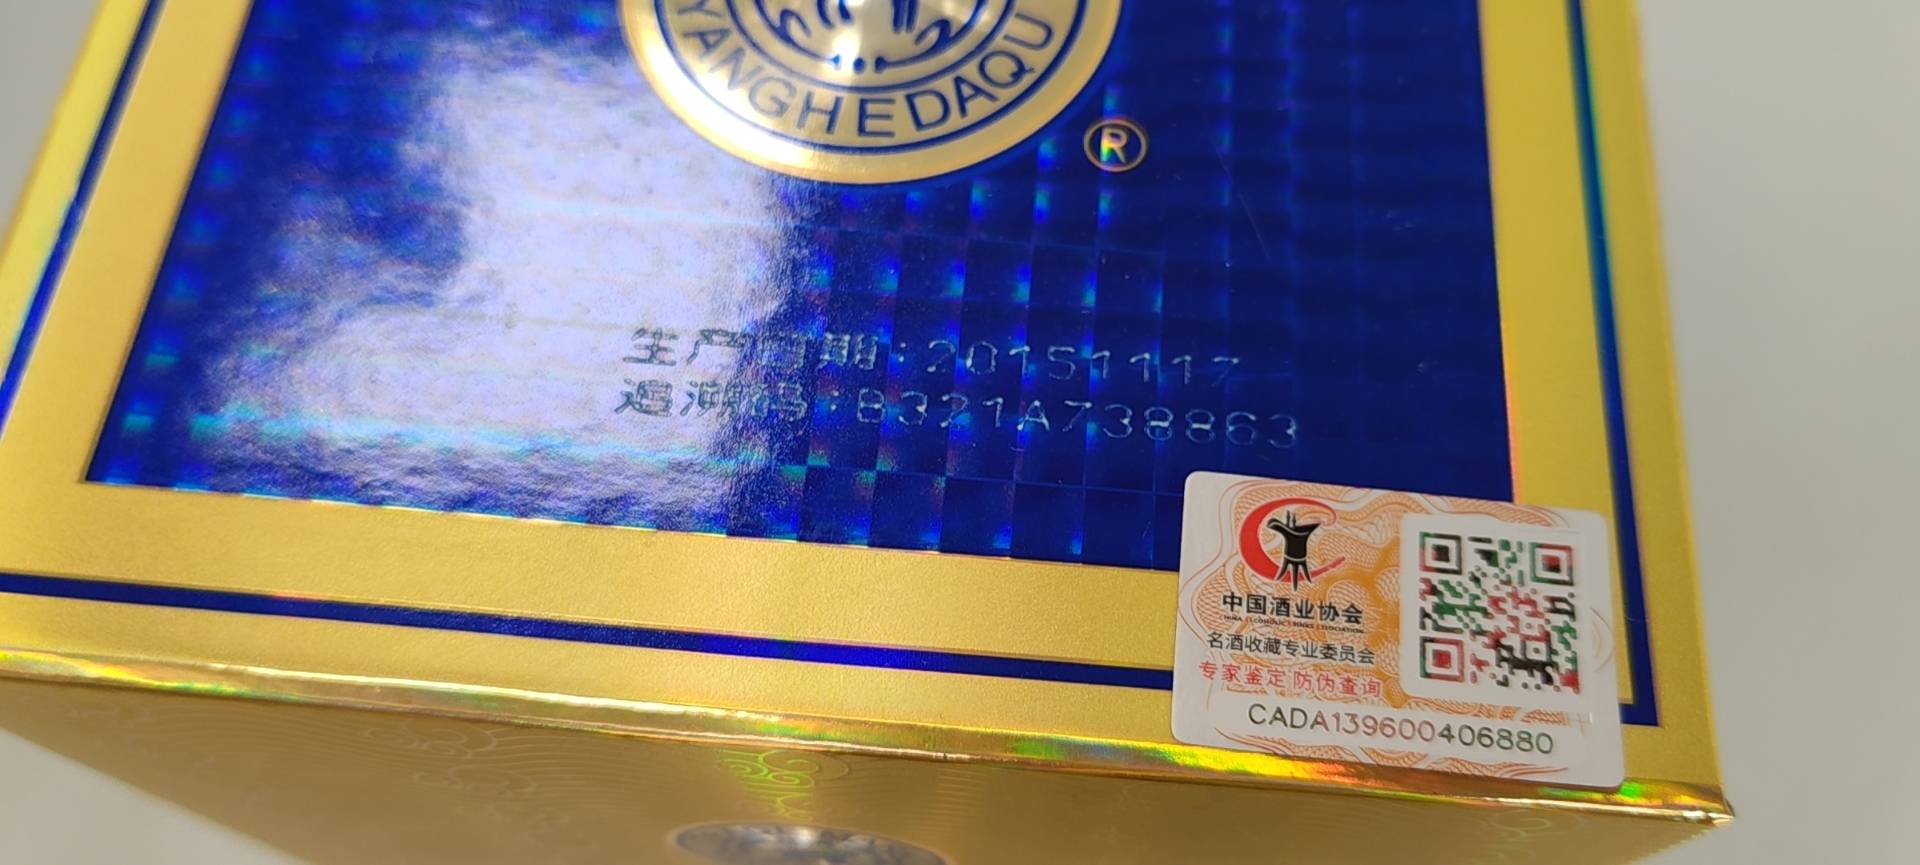 YANGHEDAQU
®
生产日期:20151117
追溯码:B321A738863
中国酒业协会
名酒收藏专业委员会
专家鉴定 防伪查询
CADA139600406880